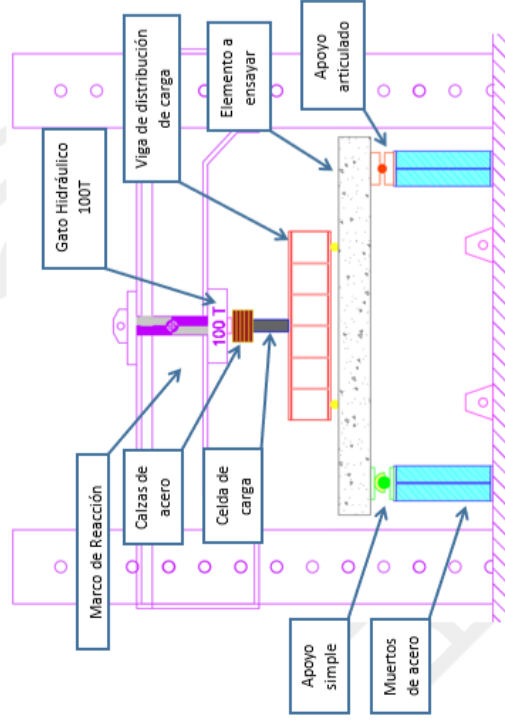 Marco de Reacción
Gato Hidráulico
100T
Viga de distribución
de carga
Calzas de
acero
100 T
Elemento a
ensayar
Celda de
carga
Apoyo
articulado
Apoyo
simple
Muertos
de acero